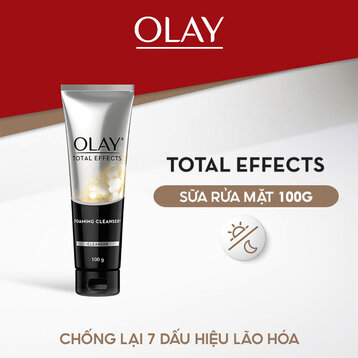 OLAY
OLAY®
TOTAL EFFECTS
FOAMING CLEANSER
CLEANSER
100 g
TOTAL EFFECTS
SỮA RỬA MẶT 100G
CHỐNG LẠI 7 DẤU HIỆU LÃO HÓA